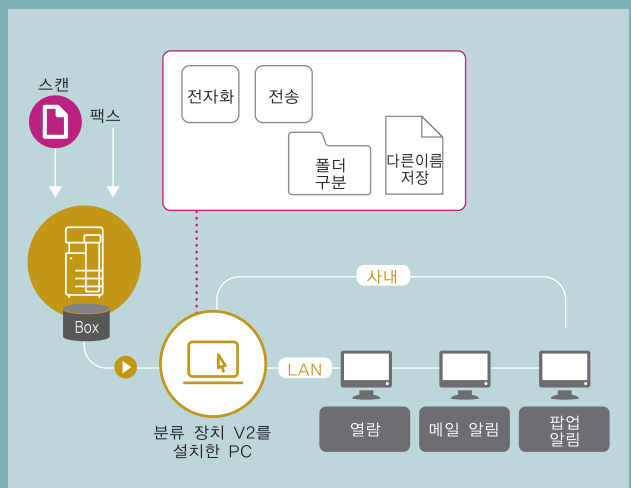 스캔
팩스
전자화
전송
폴더
구분
다른이름
저장
Box
사내
LAN
분류 장치 V2를
설치한 PC
열람
메일 알림
팝업
알림